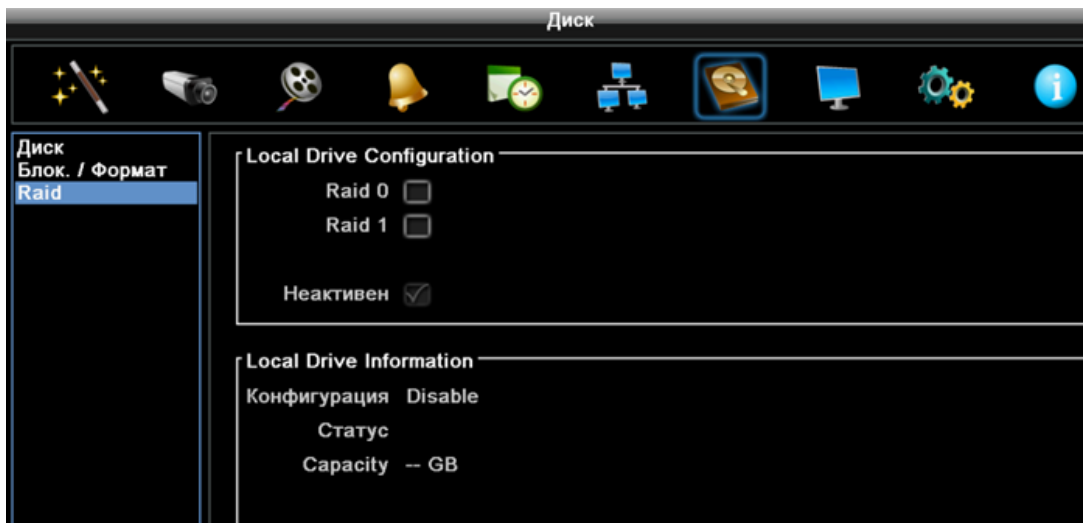 Диск
Диск
Блок. / Формат
Raid
Local Drive Configuration
Raid 0
Raid 1
Неактивен
Local Drive Information
Конфигурация Disable
Статус
Capacity -- GB